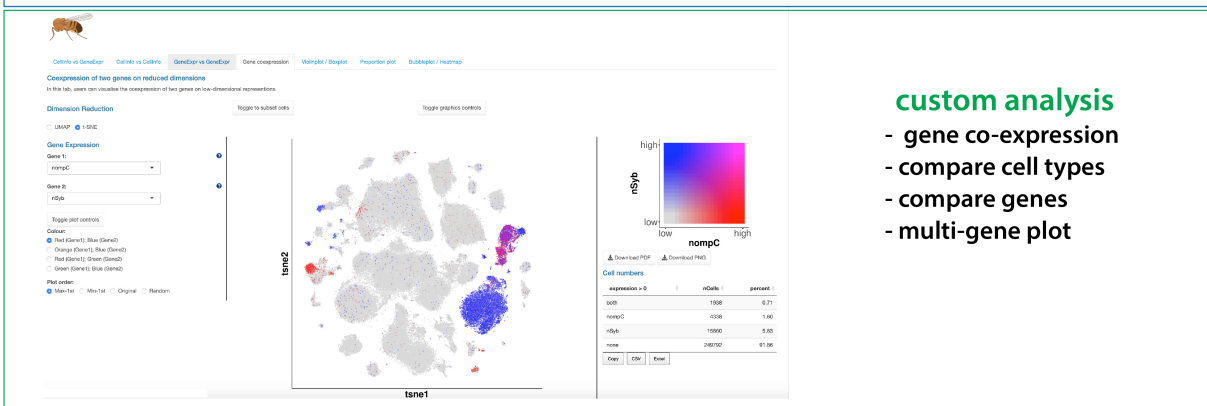 CellInfo vs GeneExpr CellInfo vs CellInfo GeneExpr vs GeneExpr Gene coexpression Violinplot / Boxplot Proportion plot Bubbleplot / Heatmap
Coexpression of two genes on reduced dimensions
In this tab, users can visualise the coexpression of two genes on low-dimensional representions.
Dimension Reduction
Toggle to subset cells
Toggle graphics controls
UMAP t-SNE
Gene Expression
Gene 1:
nompC
Gene 2:
nSyb
Toggle plot controls
Colour:
Red (Gene1); Blue (Gene2)
Orange (Gene1); Blue (Gene2)
Red (Gene1); Green (Gene2)
Green (Gene1); Blue (Gene2)
Plot order:
Max-1st Min-1st Original Random
tsne2
tsne1
high
nSyb
low
low high
nompC
Download PDF Download PNG
Cell numbers
expression > 0 nCells percent
both 1938 0.71
nompC 4338 1.60
nSyb 5.83
none 249792 91.86
Copy CSV Excel
custom analysis
- gene co-expression
- compare cell types
- compare genes
- multi-gene plot